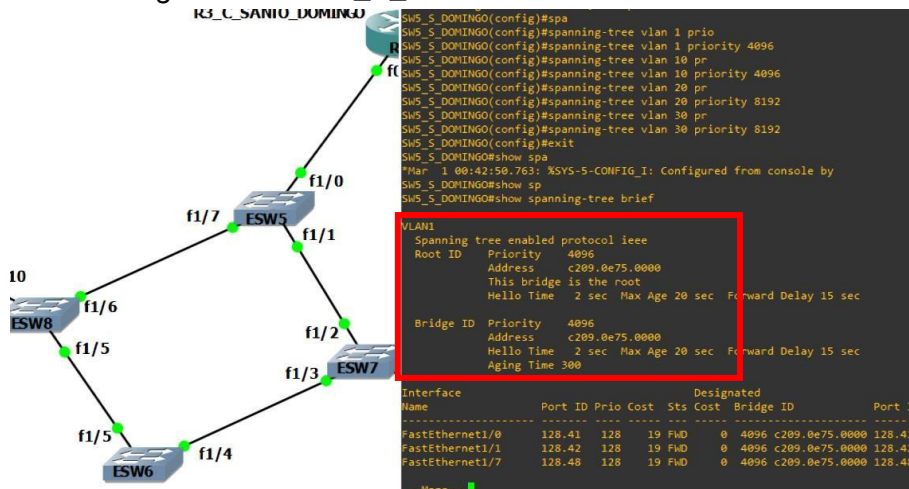 R3_C_SANTO_DOMINGO
f1/0
f1/7
ESW5
f1/1
10
f1/6
ESW8
f1/2
f1/5
f1/3
ESW7
f1/5
f1/4
ESW6
SW5_S_DOMINGO(config)#spa
SW5_S_DOMINGO(config)#spanning-tree vlan 1 prio
SW5_S_DOMINGO(config)#spanning-tree vlan 1 priority 4096
SW5_S_DOMINGO(config)#spanning-tree vlan 10 pr
SW5_S_DOMINGO(config)#spanning-tree vlan 10 priority 4096
SW5_S_DOMINGO(config)#spanning-tree vlan 20 pr
SW5_S_DOMINGO(config)#spanning-tree vlan 20 priority 8192
SW5_S_DOMINGO(config)#spanning-tree vlan 30 pr
SW5_S_DOMINGO(config)#spanning-tree vlan 30 priority 8192
SW5_S_DOMINGO(config)#exit
SW5_S_DOMINGO#show spa
*Mar 1 00:42:50.763: %SYS-5-CONFIG_I: Configured from console by
SW5_S_DOMINGO#show sp
SW5_S_DOMINGO#show spanning-tree brief
VLAN1
Spanning tree enabled protocol ieee
Root ID Priority 4096
Address c209.0e75.0000
This bridge is the root
Hello Time 2 sec Max Age 20 sec Forward Delay 15 sec
Bridge ID Priority 4096
Address c209.0e75.0000
Hello Time 2 sec Max Age 20 sec Forward Delay 15 sec
Aging Time 300
Interface Designated
Name Port ID Prio Cost Sts Cost Bridge ID Port
FastEthernet1/0 128.41 128 19 FWD 0 4096 c209.0e75.0000 128.4
FastEthernet1/1 128.42 128 19 FWD 0 4096 c209.0e75.0000 128.4
FastEthernet1/7 128.48 128 19 FWD 0 4096 c209.0e75.0000 128.4